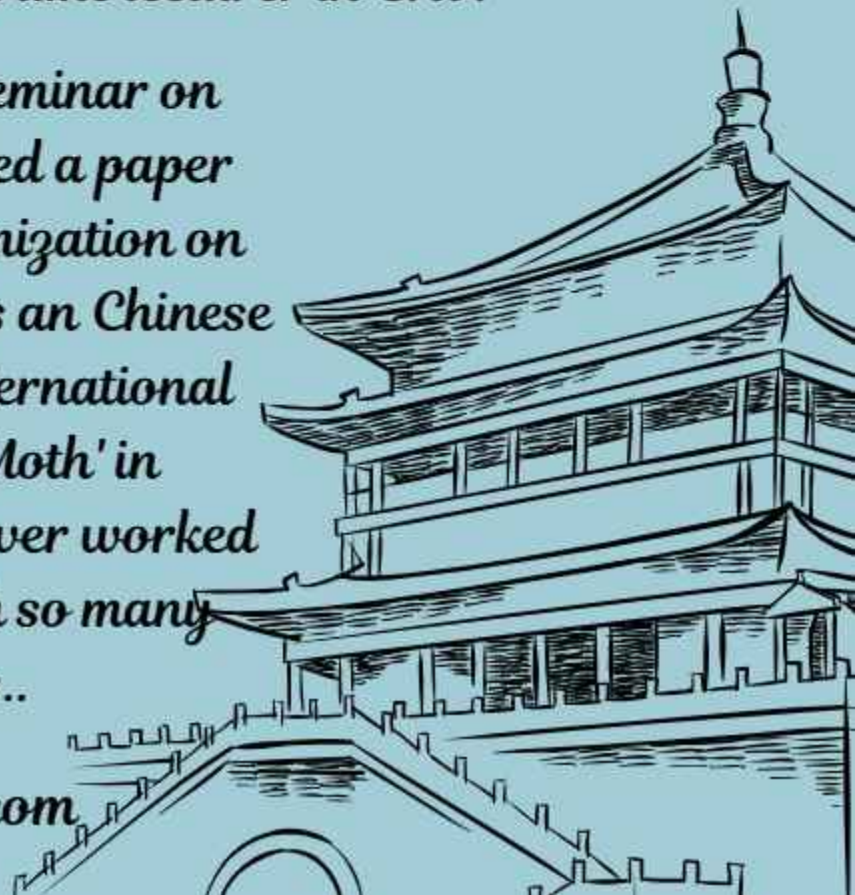 eminar on
ed a paper
nization on
s an Chinese
ernational
Moth' in
ver worked
n so many
..
om